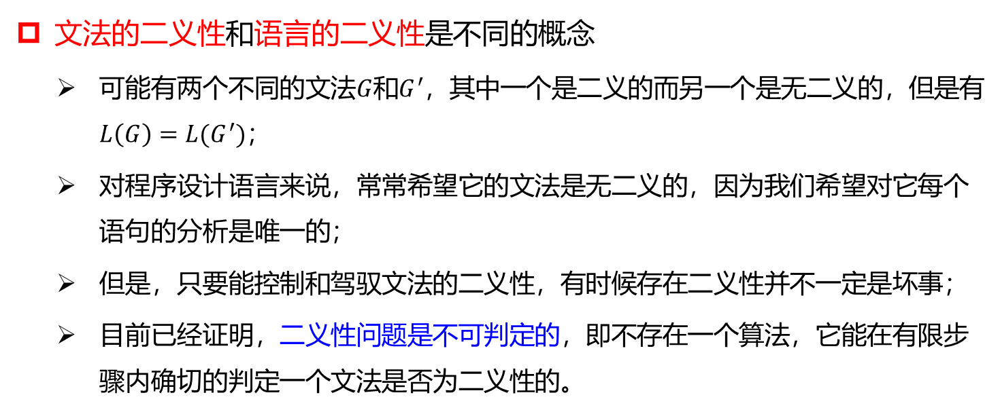 文法的二义性和语言的二义性是不同的概念
可能有两个不同的文法G和G′，其中一个是二义的而另一个是无二义的，但是有
L(G) = L(G′)；
对程序设计语言来说，常常希望它的文法是无二义的，因为我们希望对它每个
语句的分析是唯一的；
但是，只要能控制和驾驭文法的二义性，有时候存在二义性并不一定是坏事；
目前已经证明，二义性问题是不可判定的，即不存在一个算法，它能在有限步
骤内确切的判定一个文法是否为二义性的。